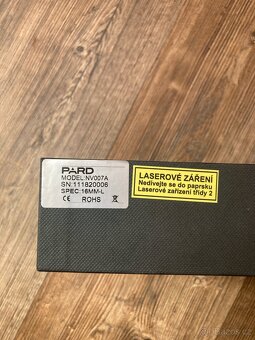 PARD
MODEL:NV007A
SN:111820006
SPEC:16MM-L
CE ROHS
LASEROVÉ ZÁŘENÍ
Nedívejte se do paprsku
Laserové zařízení třídy 2